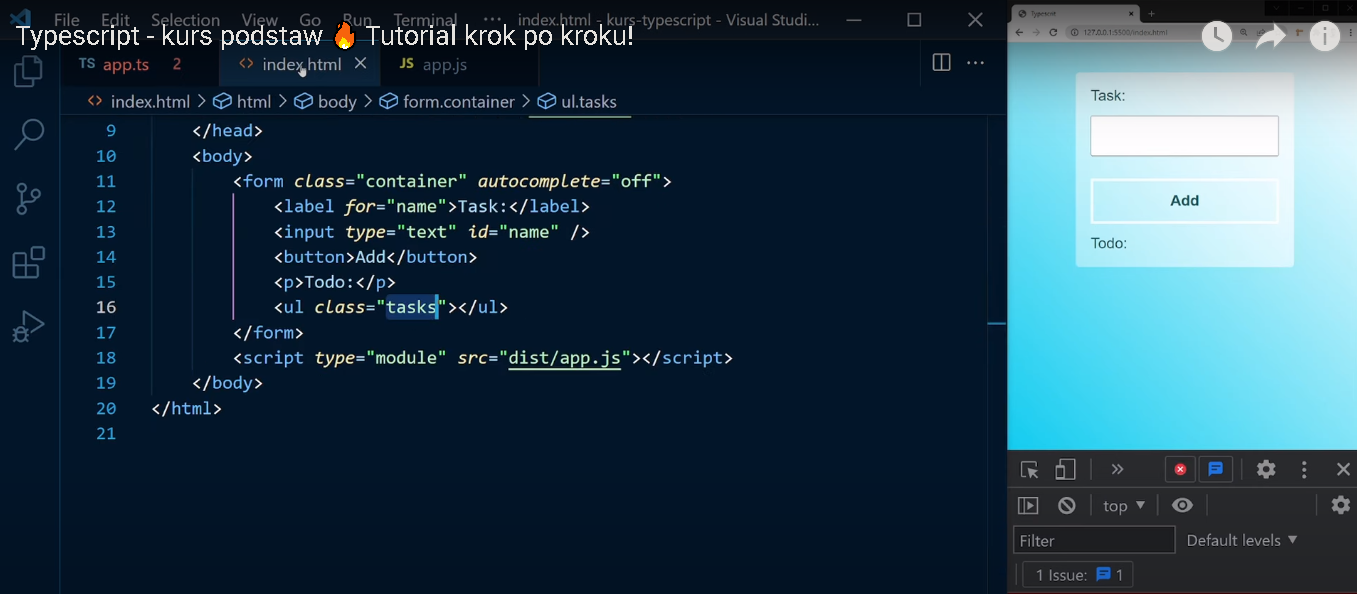 File Edit Selection View Go Run Terminal ··· index.html - kurs-typescript - Visual Studi...
Typescript - kurs podstaw 🔥 Tutorial krok po kroku!
TS app.ts 2 <> index.html JS app.js
<> index.html > html > body > form.container > ul.tasks
9 </head>
10 <body>
11 <form class="container" autocomplete="off">
12 <label for="name">Task:</label>
13 <input type="text" id="name" />
14 <button>Add</button>
15 <p>Todo:</p>
16 <ul class="tasks"></ul>
17 </form>
18 <script type="module" src="dist/app.js"></script>
19 </body>
20 </html>
21
Typescript
127.0.0.1:5500/index.html
Task:
Add
Todo:
top
Filter Default levels
1 Issue: 1